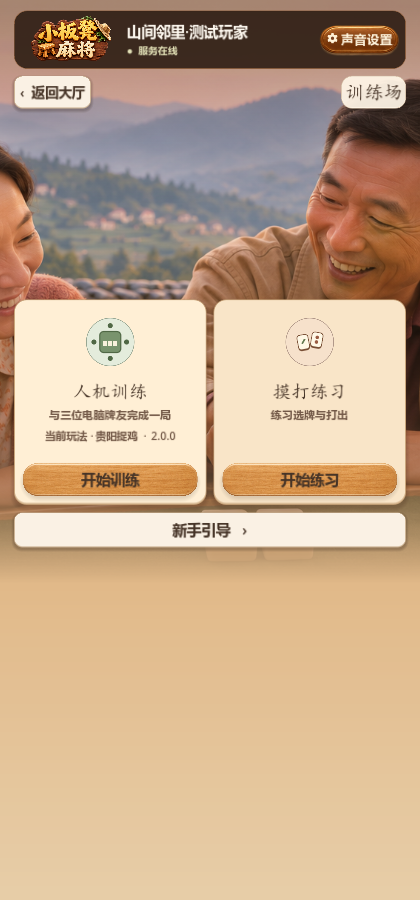 小板凳
麻将
山间邻里·测试玩家
服务在线
声音设置
‹ 返回大厅
训练场
人机训练
与三位电脑牌友完成一局
当前玩法 · 贵阳捉鸡 · 2.0.0
开始训练
摸打练习
练习选牌与打出
开始练习
新手引导 ›